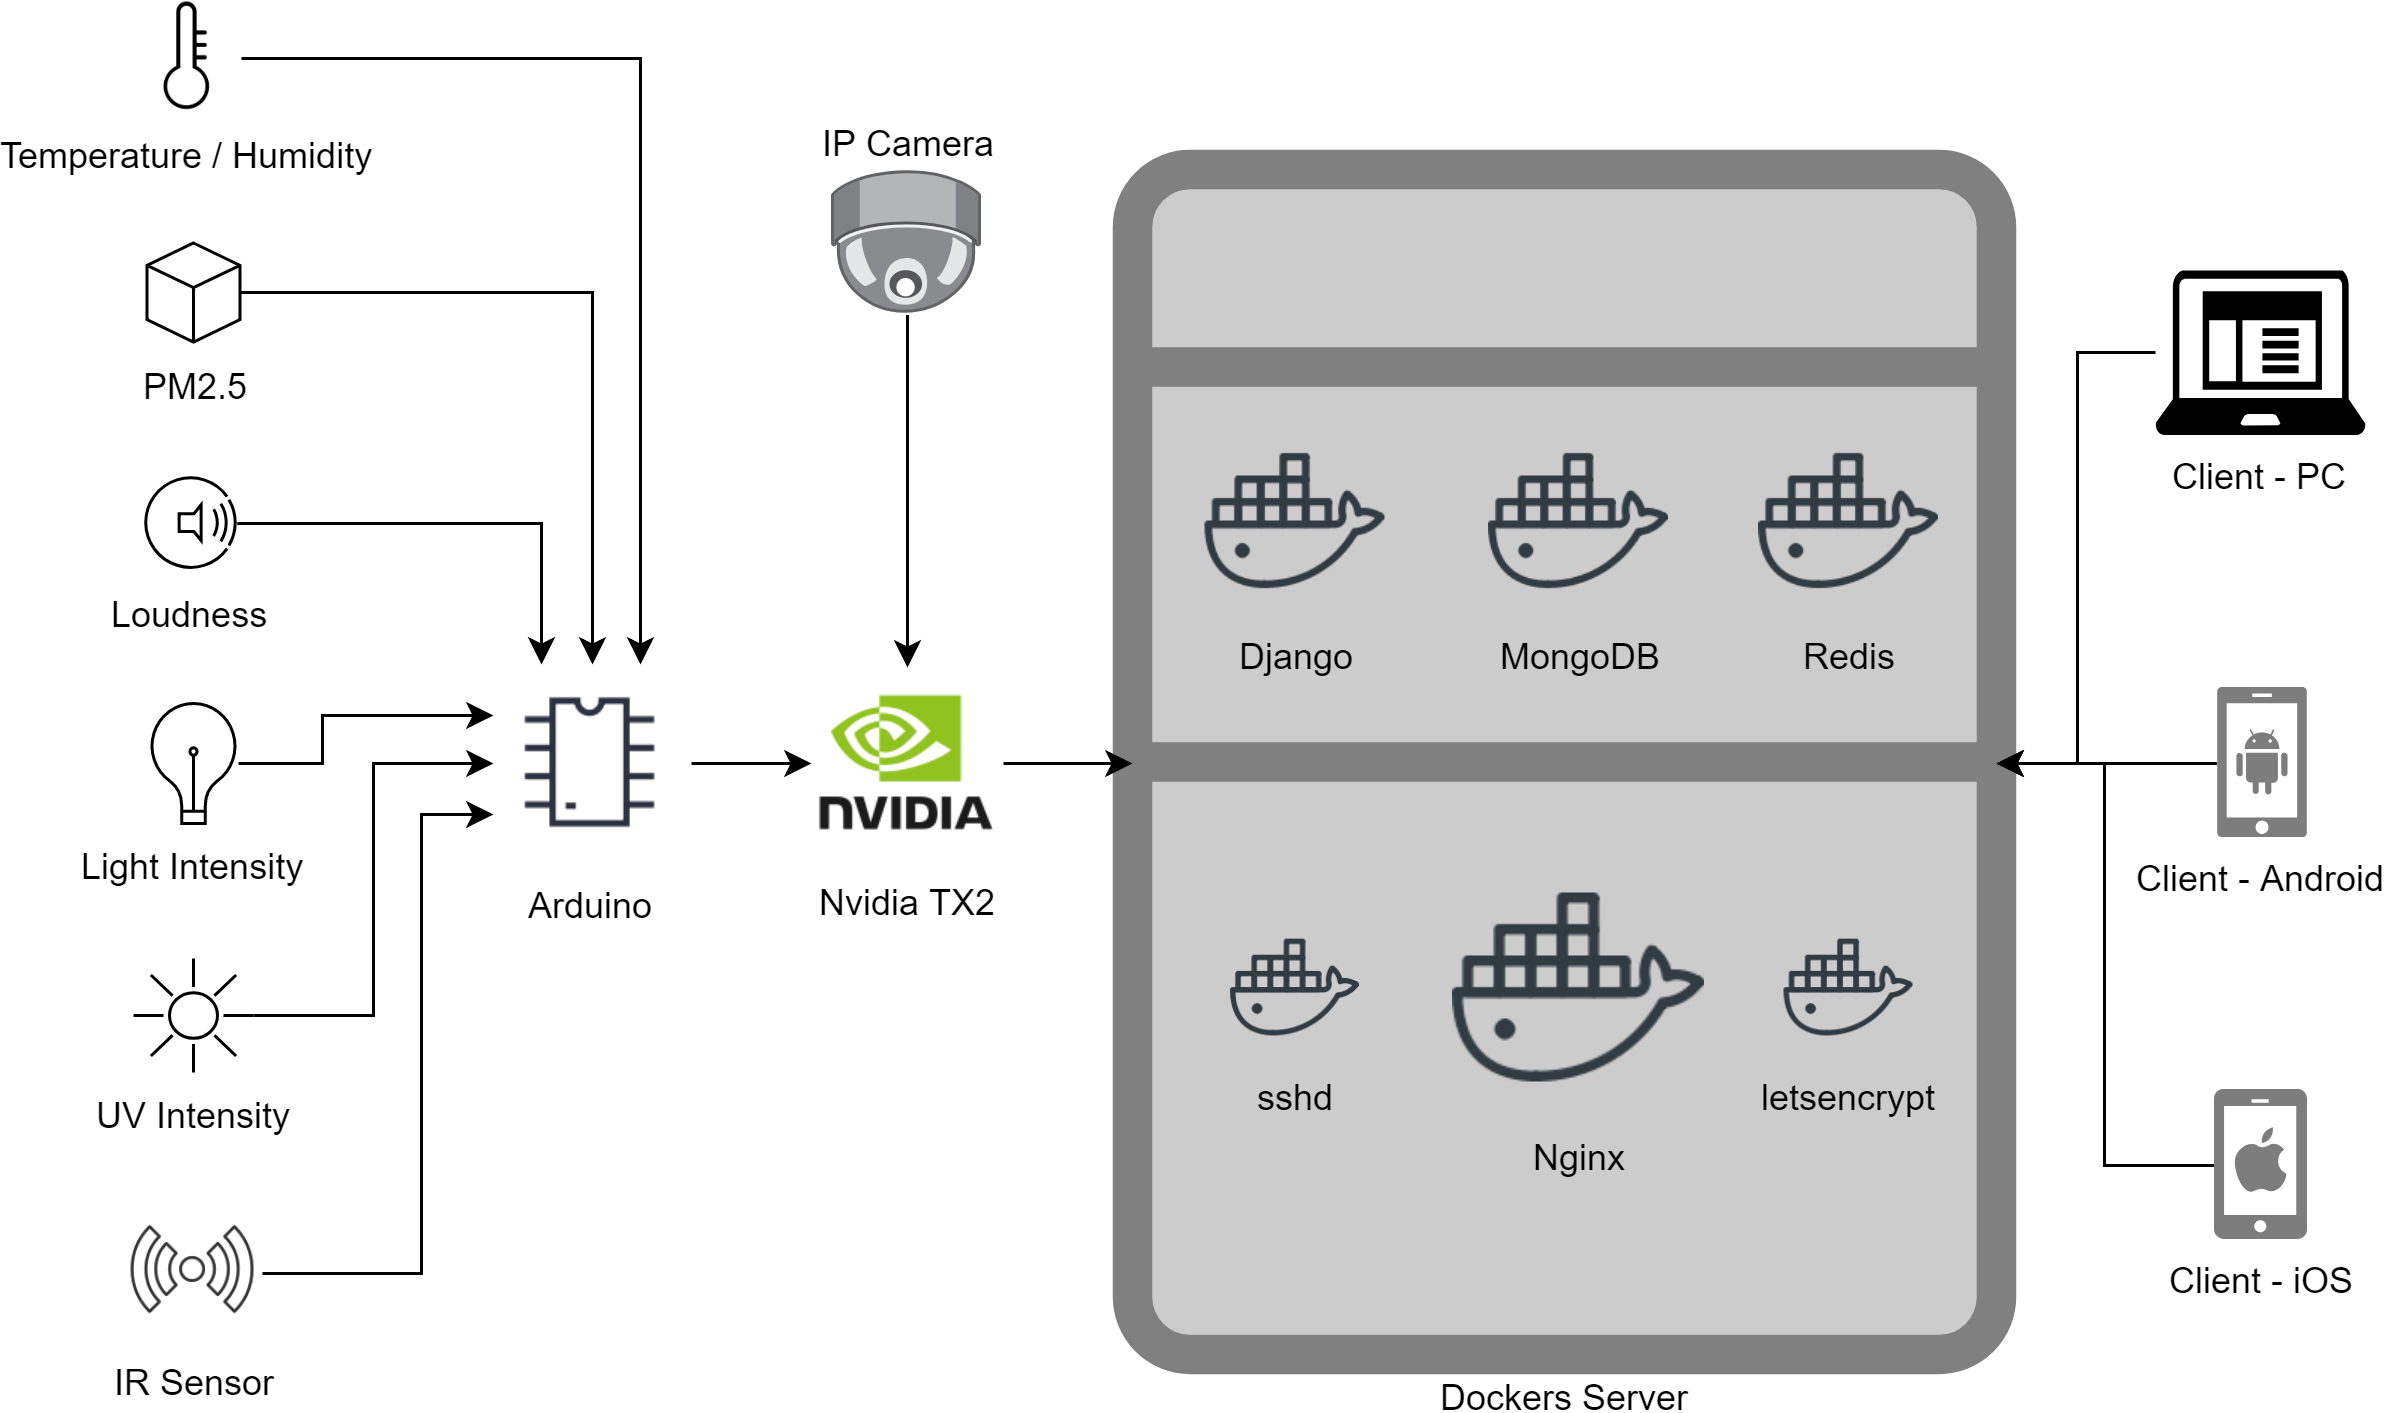 Temperature / Humidity
PM2.5
Loudness
Light Intensity
UV Intensity
IR Sensor
Arduino
IP Camera
NVIDIA
Nvidia TX2
Django
MongoDB
Redis
sshd
Nginx
letsencrypt
Dockers Server
Client - PC
Client - Android
Client - iOS